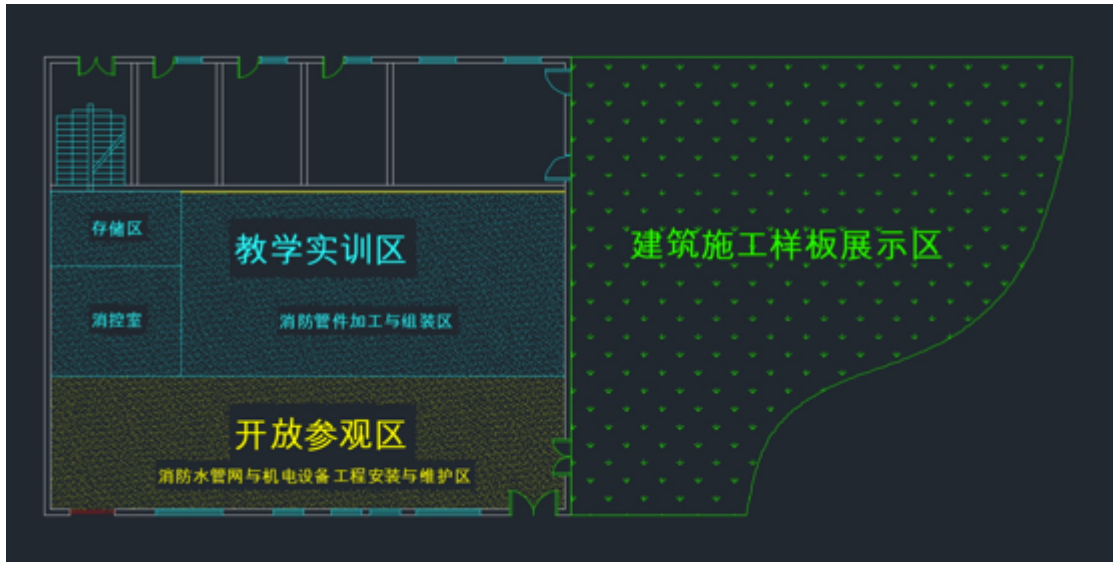 存储区
教学实训区
建筑施工样板展示区
消控室
消防管件加工与组装区
开放参观区
消防水管网与机电设备工程安装与维护区